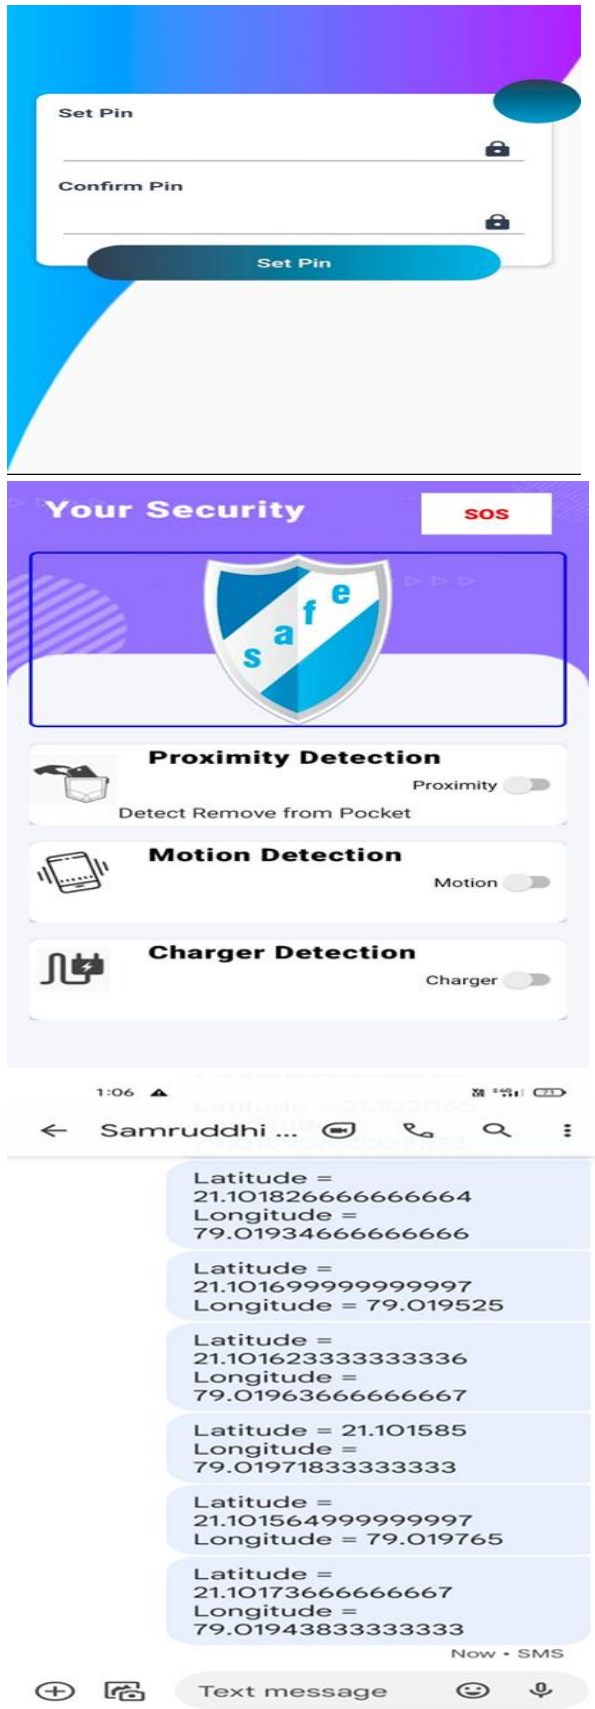 Set Pin
Confirm Pin
Set Pin
Your Security
SOS
safe
Proximity Detection
Proximity
Detect Remove from Pocket
Motion Detection
Motion
Charger Detection
Charger
1:06
Samruddhi ...
Latitude =
21.101826666666664
Longitude =
79.01934666666666
Latitude =
21.101699999999997
Longitude = 79.019525
Latitude =
21.101623333333336
Longitude =
79.01963666666667
Latitude = 21.101585
Longitude =
79.01971833333333
Latitude =
21.101564999999997
Longitude = 79.019765
Latitude =
21.101736666666667
Longitude =
79.01943833333333
Now • SMS
Text message